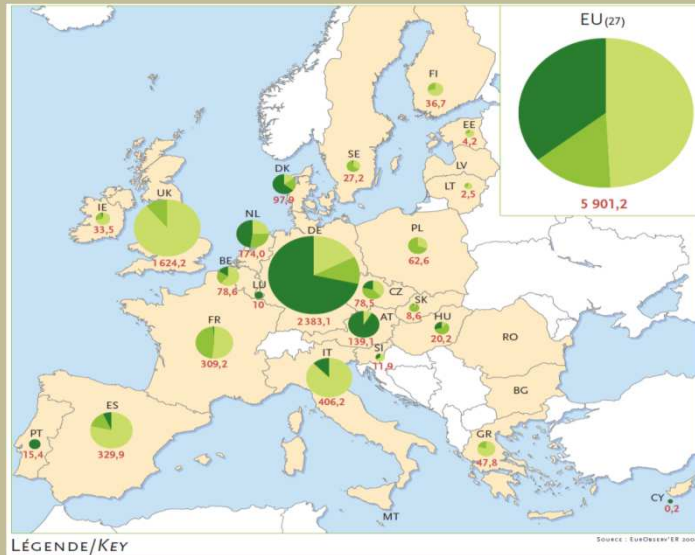 EU (27)
5 901,2
FI
36,7
EE
4,2
LV
SE
27,2
LT
2,5
DK
97,9
IE
33,5
UK
1 624,2
NL
174,0
DE
2 383,1
PL
62,6
BE
78,6
LU
10
CZ
78,5
SK
8,6
AT
139,1
HU
20,2
FR
309,2
SI
11,9
RO
IT
406,2
BG
ES
329,9
PT
15,4
GR
47,8
CY
0,2
MT
LÉGENDE/KEY
SOURCE : EUROBSERV'ER